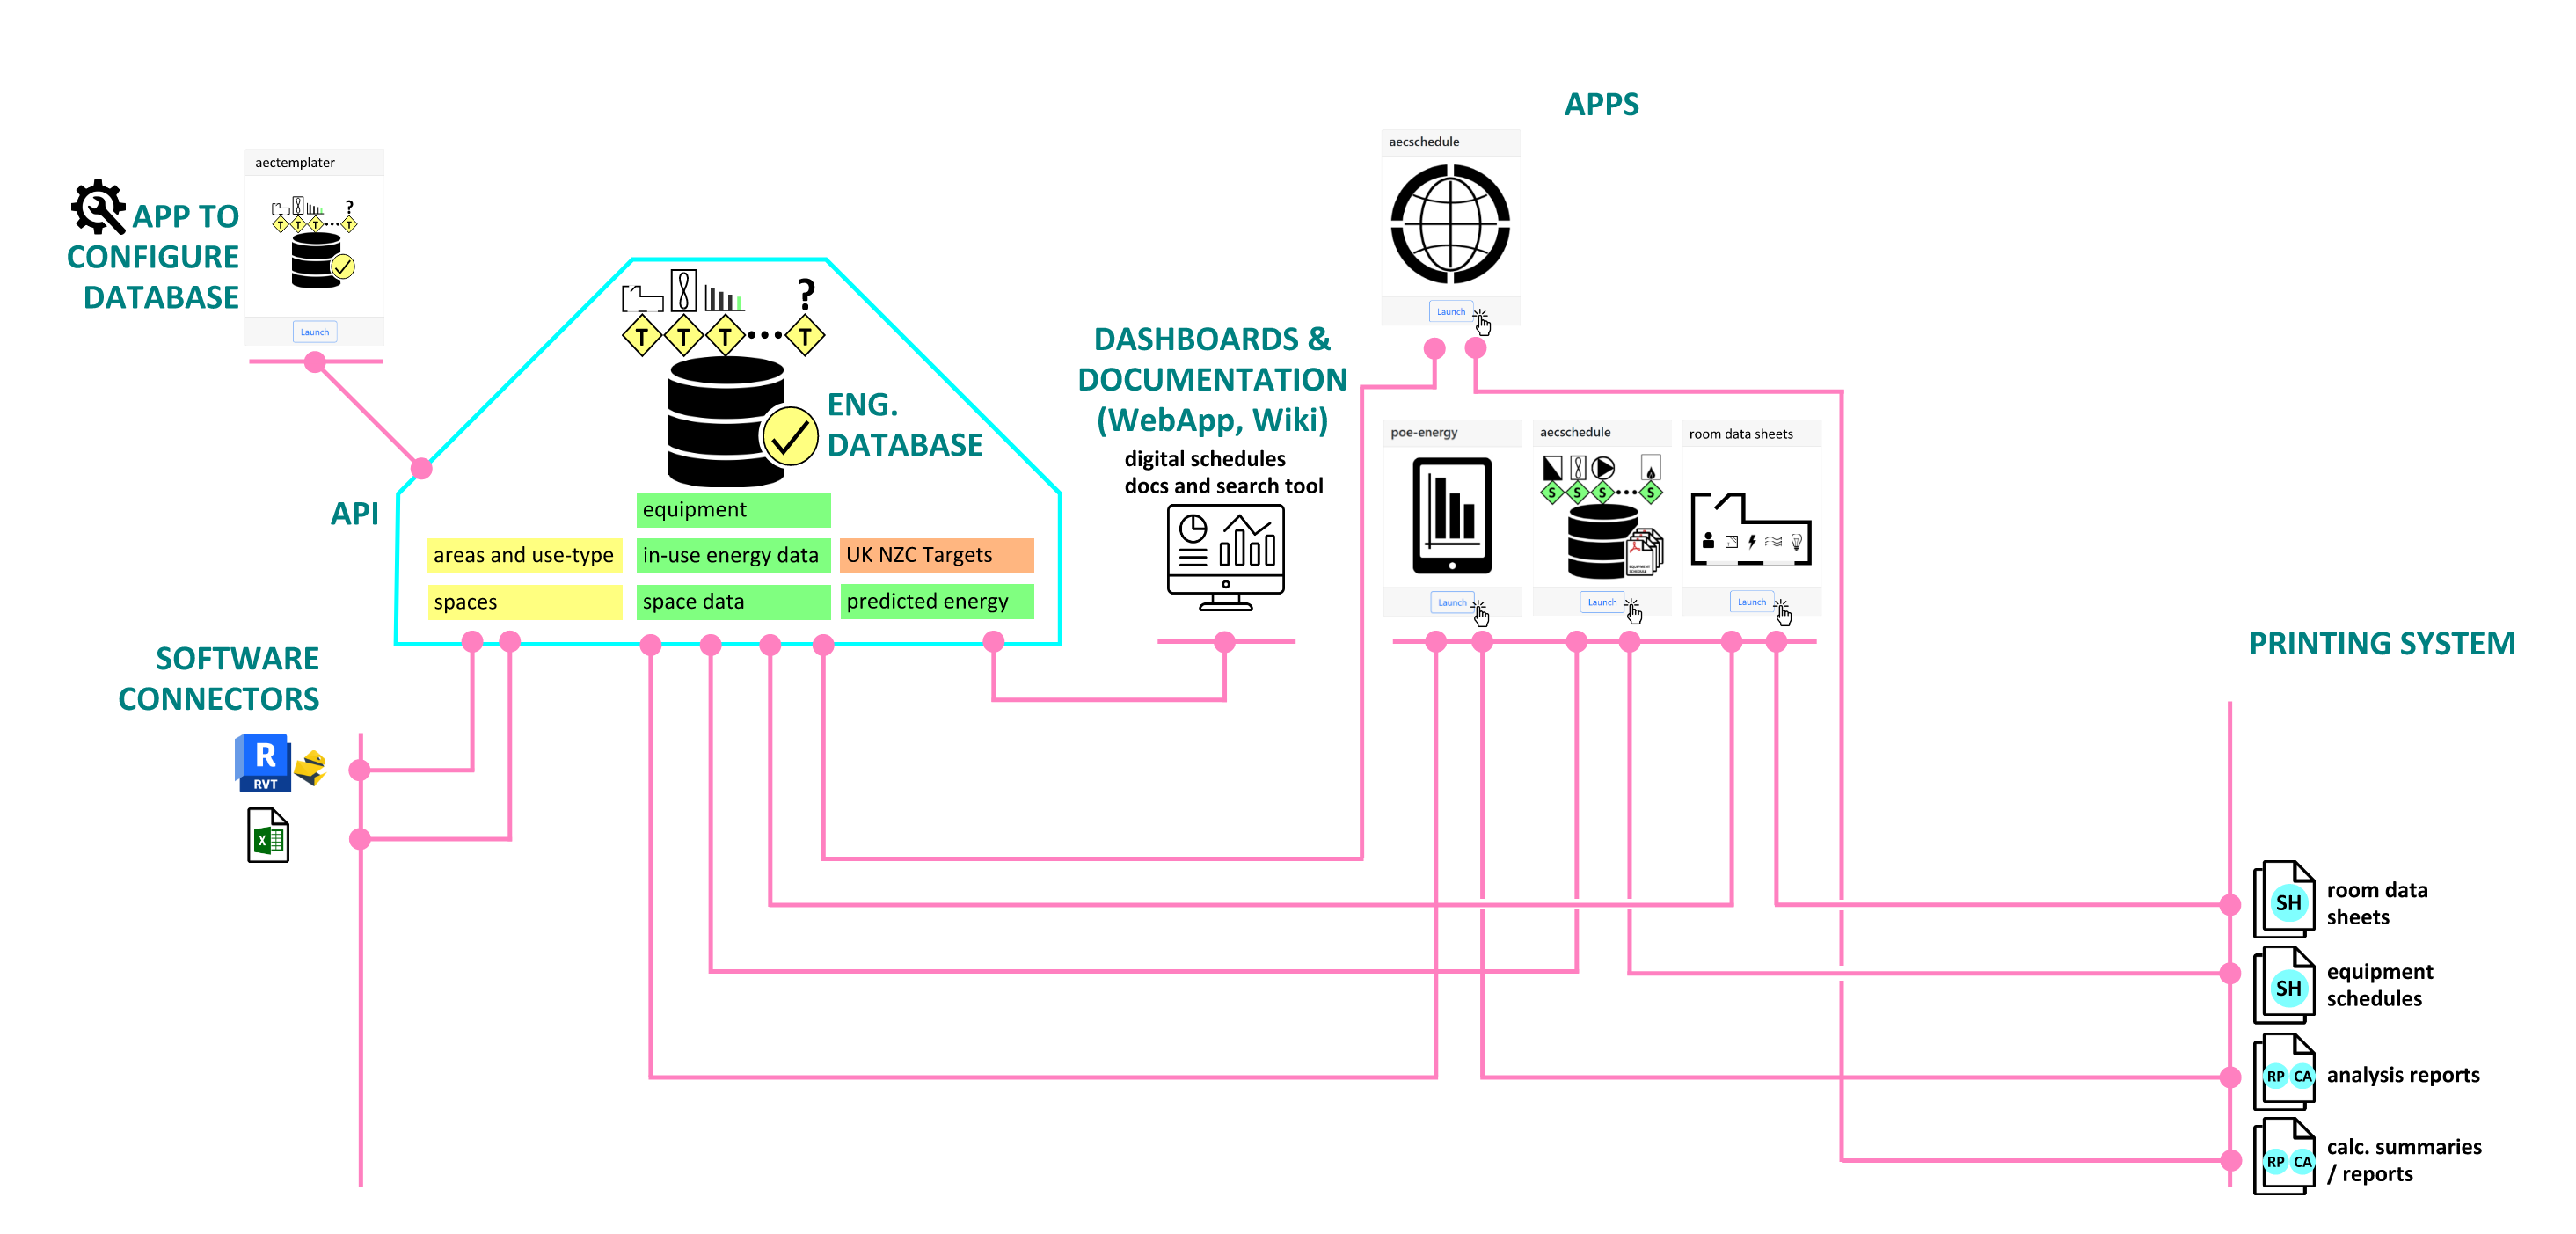 APPS
aecschedule
Launch
aectemplater
?
T T T T
Launch
APP TO
CONFIGURE
DATABASE
?
T T T T
ENG.
DATABASE
API
equipment
areas and use-type
in-use energy data
UK NZC Targets
spaces
space data
predicted energy
DASHBOARDS &
DOCUMENTATION
(WebApp, Wiki)
digital schedules
docs and search tool
poe-energy
Launch
aecschedule
S S S S
Launch
room data sheets
Launch
SOFTWARE
CONNECTORS
R
RVT
X
PRINTING SYSTEM
SH
room data
sheets
SH
equipment
schedules
RP CA
analysis reports
RP CA
calc. summaries
/ reports